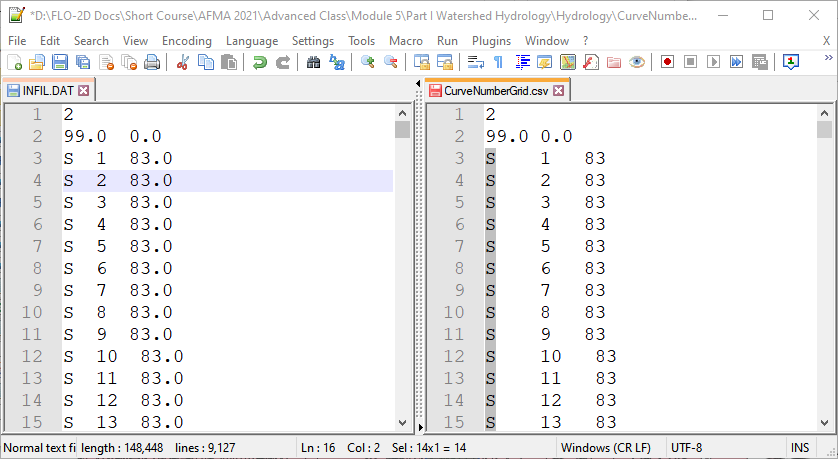 *D:\FLO-2D Docs\Short Course\AFMA 2021\Advanced Class\Module 5\Part I Watershed Hydrology\Hydrology\CurveNumbe...
File Edit Search View Encoding Language Settings Tools Macro Run Plugins Window ? X
INFIL.DAT
1 2
2 99.0 0.0
3 S 1 83.0
4 S 2 83.0
5 S 3 83.0
6 S 4 83.0
7 S 5 83.0
8 S 6 83.0
9 S 7 83.0
10 S 8 83.0
11 S 9 83.0
12 S 10 83.0
13 S 11 83.0
14 S 12 83.0
15 S 13 83.0
CurveNumberGrid.csv
1 2
2 99.0 0.0
3 S 1 83
4 S 2 83
5 S 3 83
6 S 4 83
7 S 5 83
8 S 6 83
9 S 7 83
10 S 8 83
11 S 9 83
12 S 10 83
13 S 11 83
14 S 12 83
15 S 13 83
Normal text fi length : 148,448 lines : 9,127 Ln : 16 Col : 2 Sel : 14x1 = 14 Windows (CR LF) UTF-8 INS